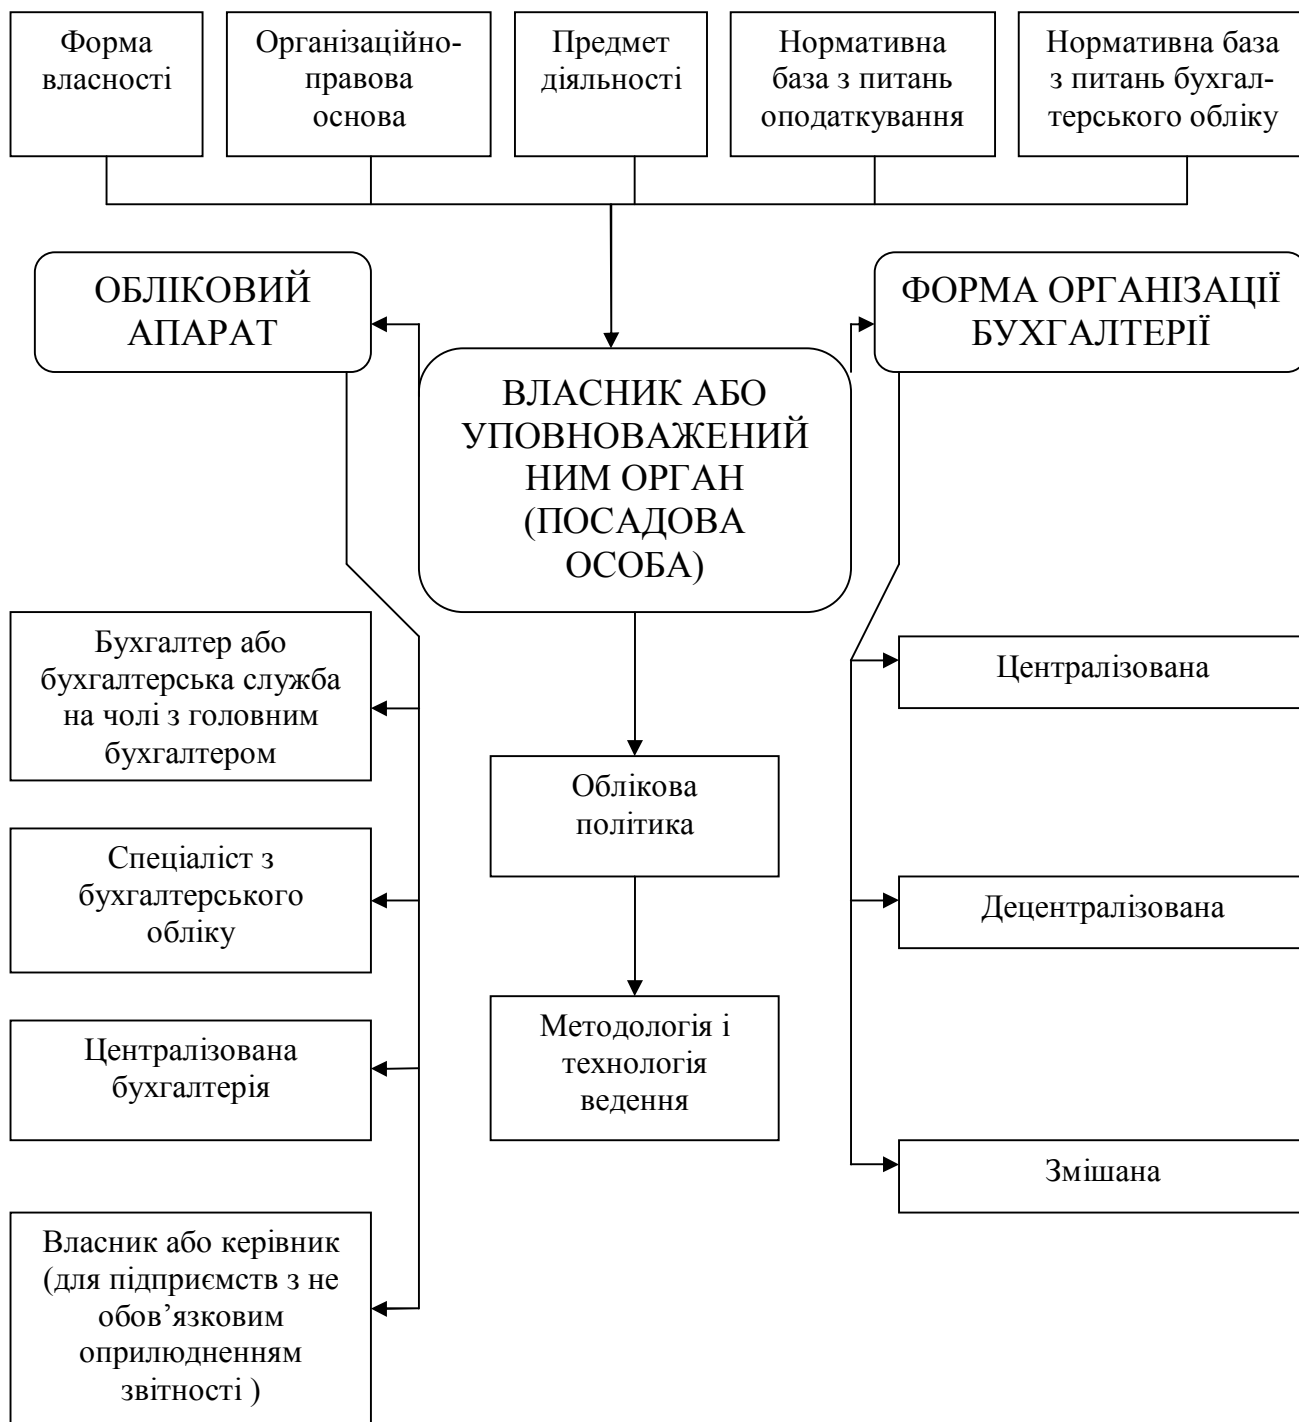 Форма
власності
Організаційно-
правова
основа
Предмет
діяльності
Нормативна
база з питань
оподаткування
Нормативна база
з питань бухгал-
терського обліку
ОБЛІКОВИЙ
АПАРАТ
ФОРМА ОРГАНІЗАЦІЇ
БУХГАЛТЕРІЇ
ВЛАСНИК АБО
УПОВНОВАЖЕНИЙ
НИМ ОРГАН
(ПОСАДОВА
ОСОБА)
Бухгалтер або
бухгалтерська служба
на чолі з головним
бухгалтером
Спеціаліст з
бухгалтерського
обліку
Централізована
бухгалтерія
Власник або керівник
(для підприємств з не
обов’язковим
оприлюдненням
звітності )
Облікова
політика
Методологія і
технологія
ведення
Централізована
Децентралізована
Змішана